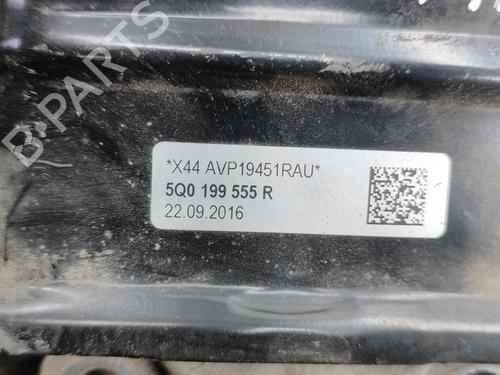 *X44 AVP19451RAU*
5Q0 199 555 R
22.09.2016
B-PARTS